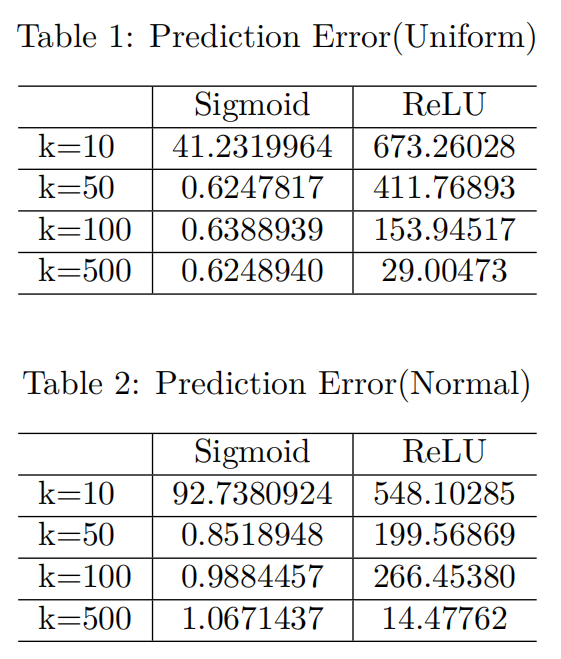 Table 1: Prediction Error(Uniform)
Sigmoid ReLU
k=10 41.2319964 673.26028
k=50 0.6247817 411.76893
k=100 0.6388939 153.94517
k=500 0.6248940 29.00473
Table 2: Prediction Error(Normal)
Sigmoid ReLU
k=10 92.7380924 548.10285
k=50 0.8518948 199.56869
k=100 0.9884457 266.45380
k=500 1.0671437 14.47762